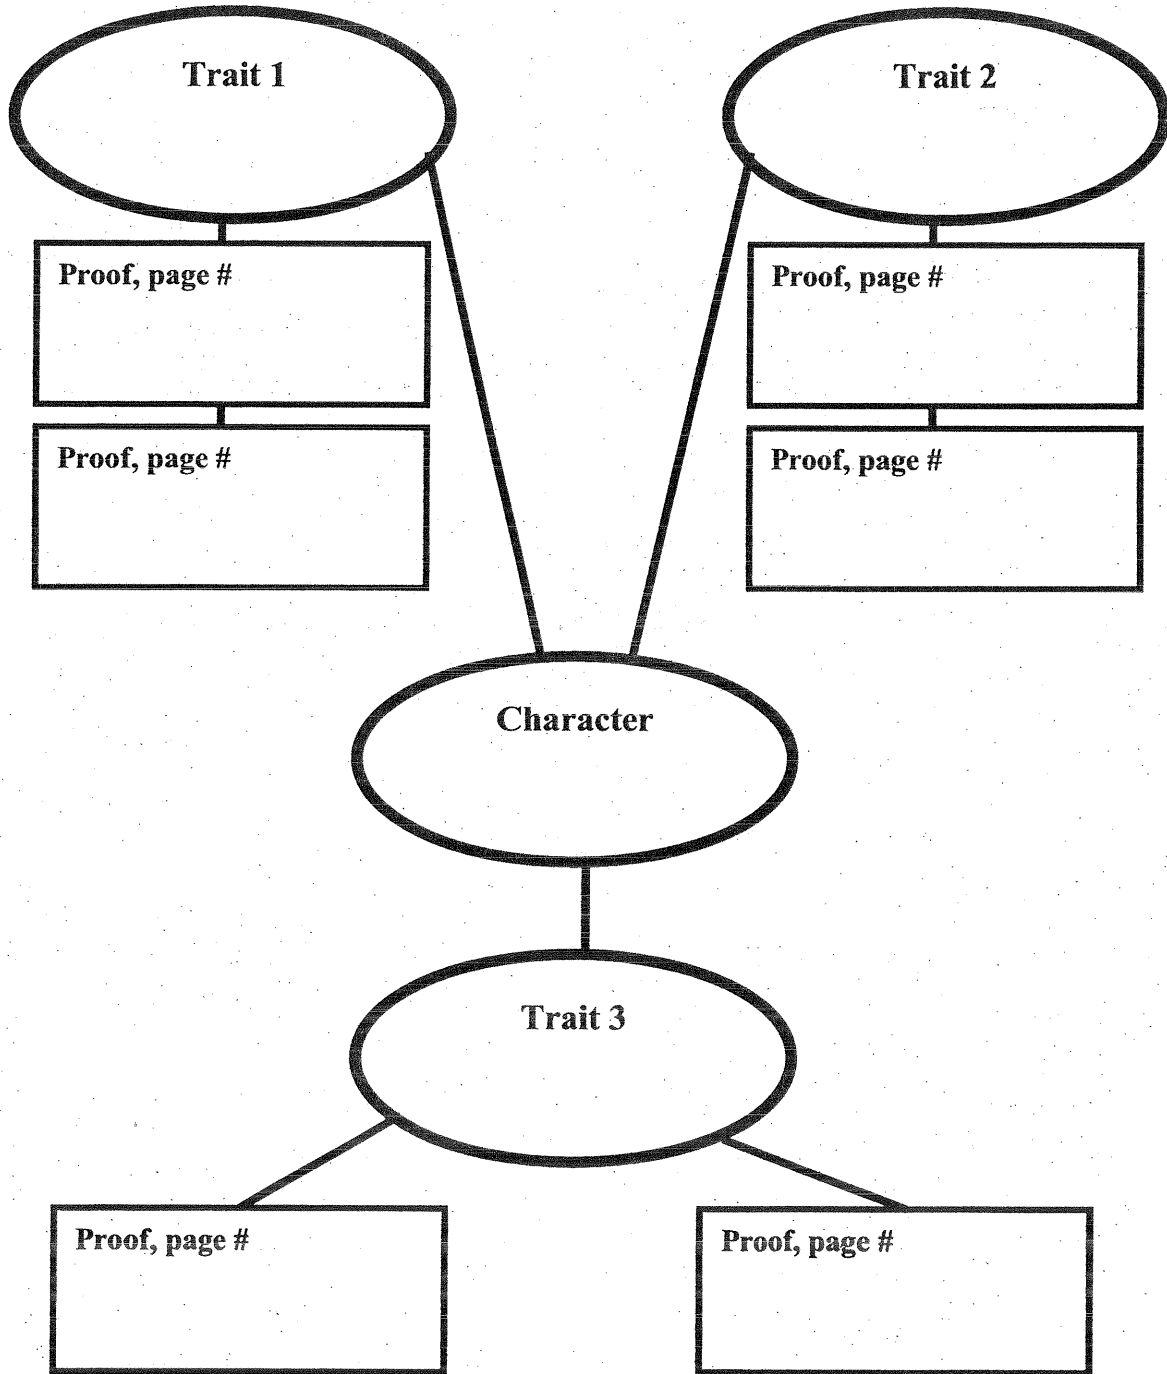 Trait 1
Trait 2
Proof, page #
Proof, page #
Proof, page #
Proof, page #
Character
Trait 3
Proof, page #
Proof, page #